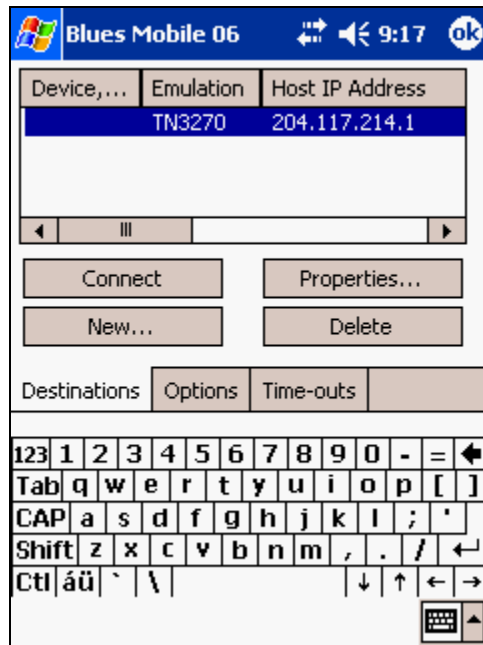 Blues Mobile 06 9:17 ok
Device,... Emulation Host IP Address
TN3270 204.117.214.1
Connect Properties...
New... Delete
Destinations Options Time-outs
123 1 2 3 4 5 6 7 8 9 0 - =
Tab q w e r t y u i o p [ ]
CAP a s d f g h j k l ; '
Shift z x c v b n m , . /
Ctl áü ` \